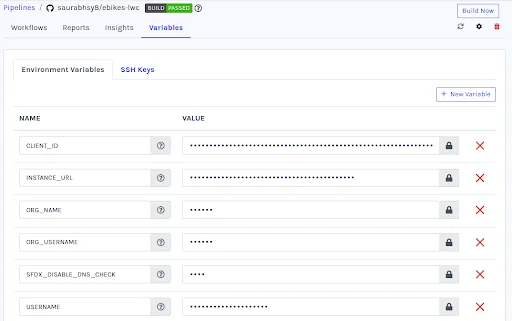 Pipelines / saurabhsy8/ebikes-lwc BUILD PASSED
Build Now
Workflows Reports Insights Variables
Environment Variables SSH Keys
+ New Variable
NAME VALUE
CLIENT_ID
INSTANCE_URL
ORG_NAME
ORG_USERNAME
SFDX_DISABLE_DNS_CHECK
USERNAME